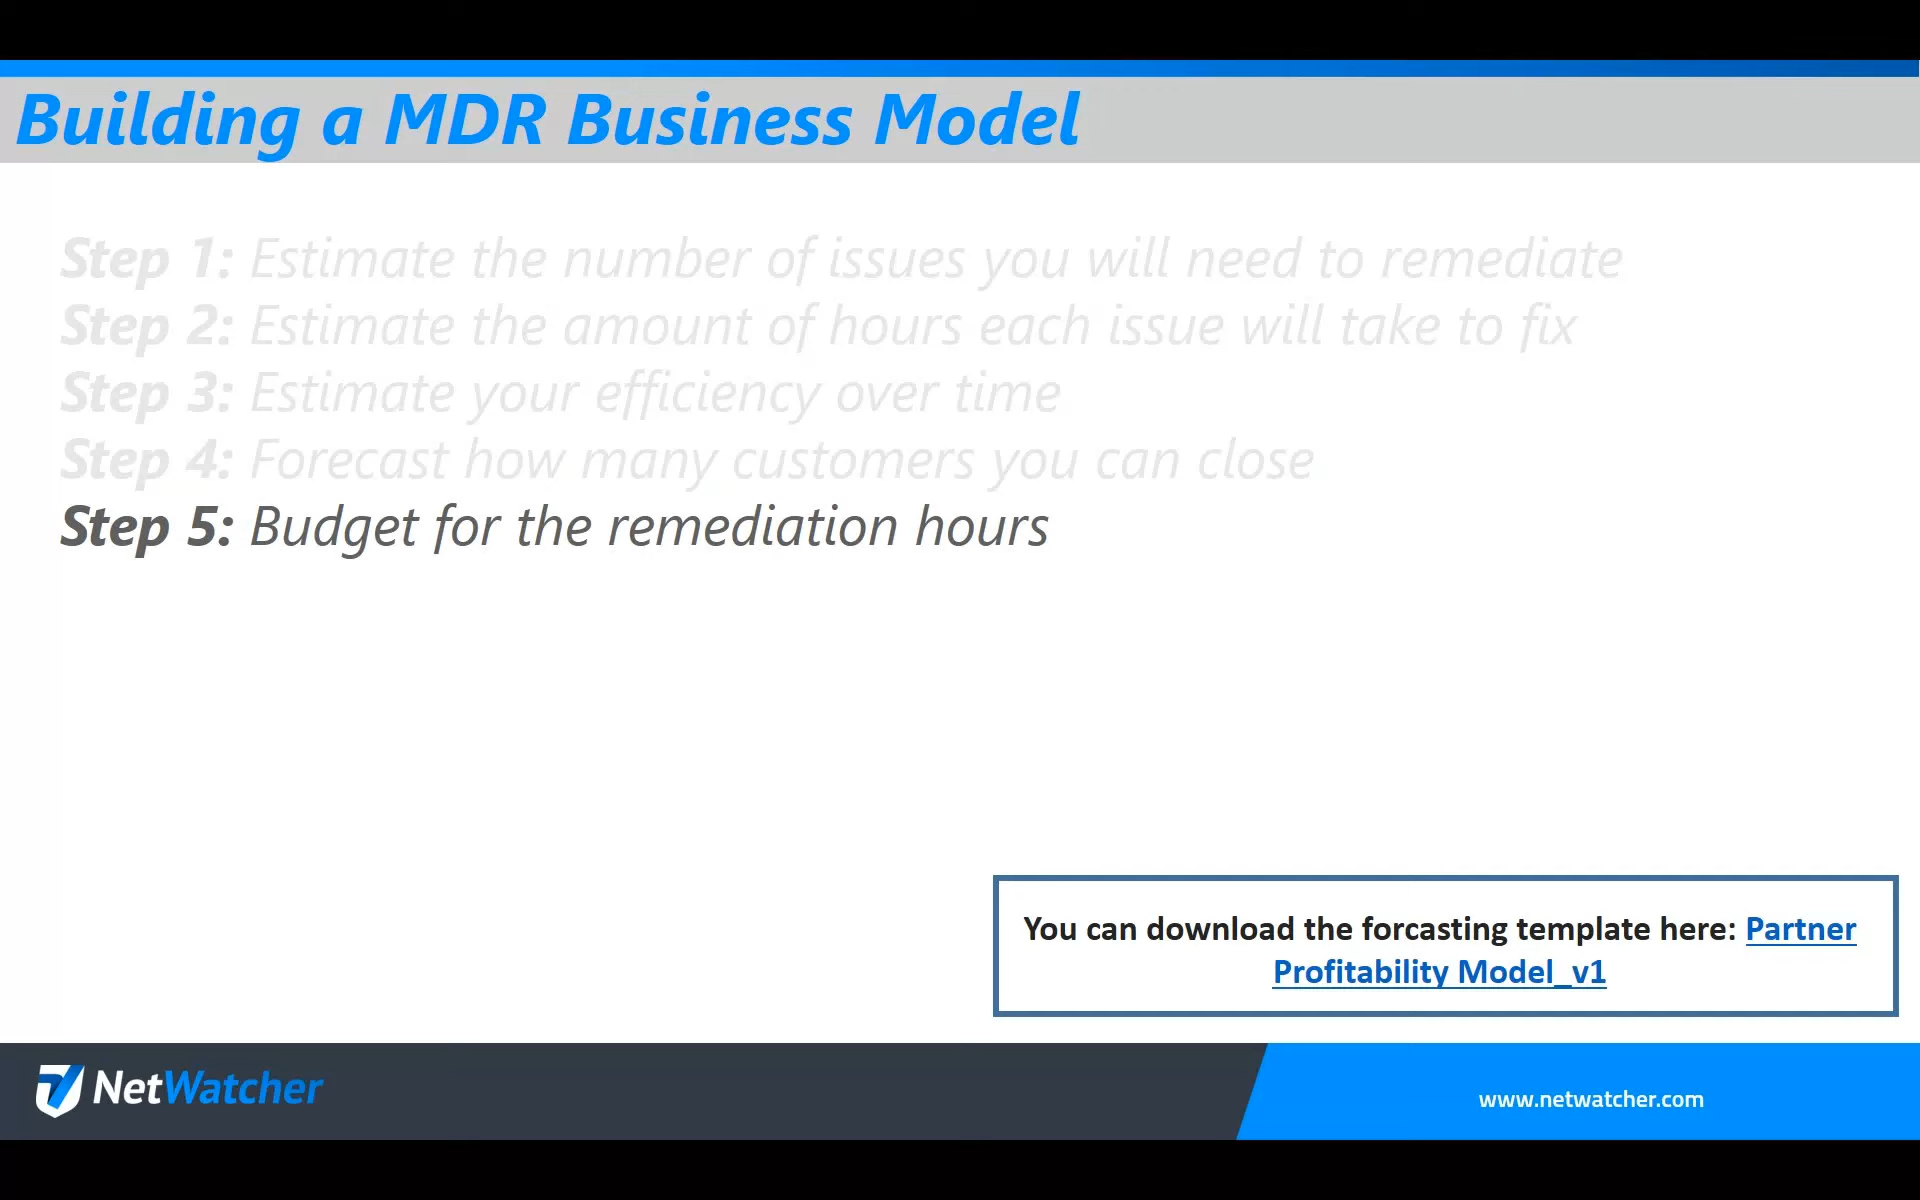 Building a MDR Business Model
Step 1: Estimate the number of issues you will need to remediate
Step 2: Estimate the amount of hours each issue will take to fix
Step 3: Estimate your efficiency over time
Step 4: Forecast how many customers you can close
Step 5: Budget for the remediation hours
You can download the forcasting template here: Partner
Profitability Model_v1
NetWatcher
www.netwatcher.com